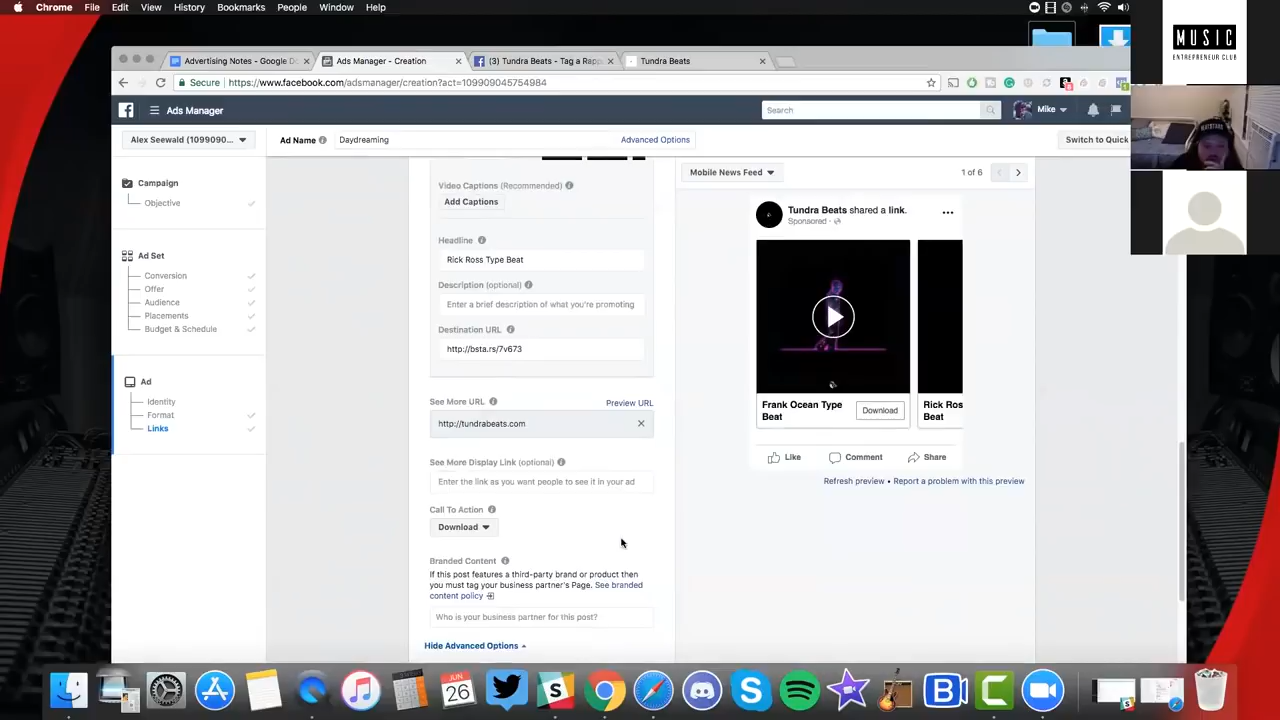 Chrome File Edit View History Bookmarks People Window Help
MUSIC
ENTREPRENEUR CLUB
Advertising Notes - Google Do
Ads Manager - Creation
(3) Tundra Beats - Tag a Rapp
Tundra Beats
Secure https://www.facebook.com/adsmanager/creation?act=109909045754984
Ads Manager
Search
Mike
Alex Seewald (1099090...
Ad Name
Daydreaming
Advanced Options
Switch to Quick
Campaign
Objective
Ad Set
Conversion
Offer
Audience
Placements
Budget & Schedule
Ad
Identity
Format
Links
Video Captions (Recommended)
Add Captions
Headline
Rick Ross Type Beat
Description (optional)
Enter a brief description of what you're promoting
Destination URL
http://bsta.rs/7v673
See More URL
Preview URL
http://tundrabeats.com
See More Display Link (optional)
Enter the link as you want people to see it in your ad
Call To Action
Download
Branded Content
If this post features a third-party brand or product then
you must tag your business partner's Page. See branded
content policy
Who is your business partner for this post?
Hide Advanced Options
Mobile News Feed
1 of 6
Tundra Beats shared a link.
Sponsored
Frank Ocean Type
Beat
Download
Rick Ros
Beat
Like
Comment
Share
Refresh preview • Report a problem with this preview
JUN
26